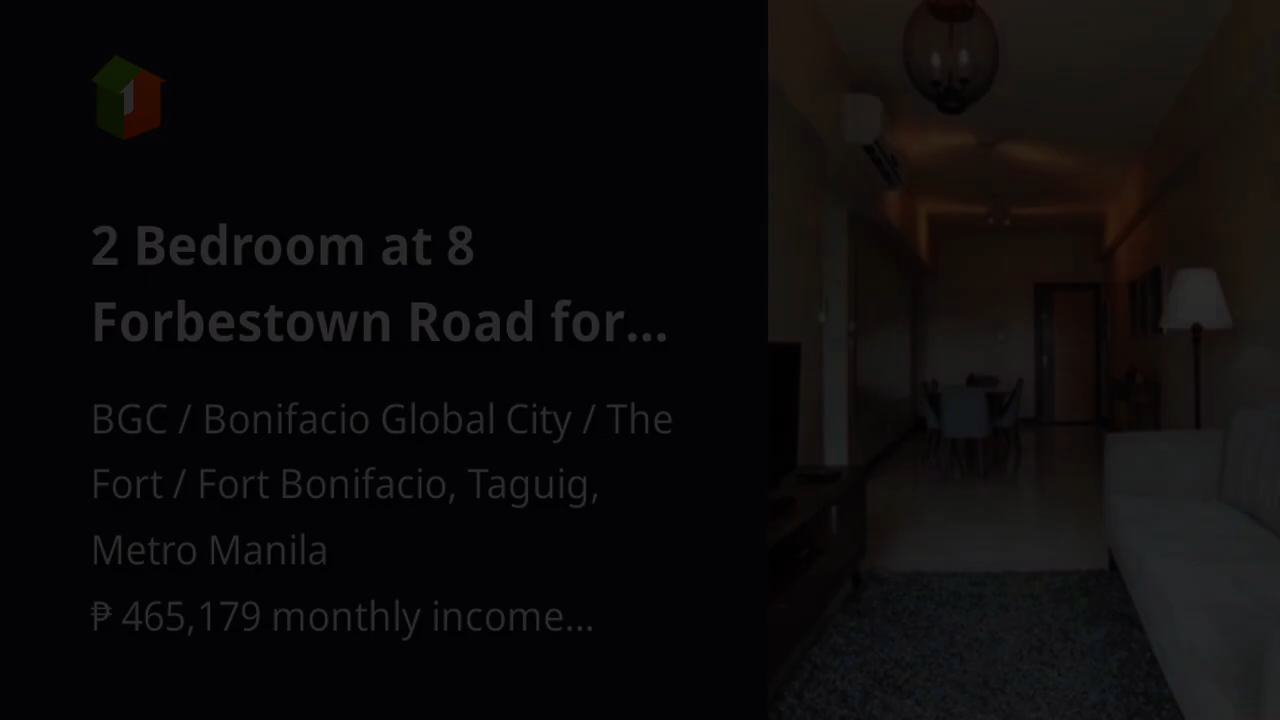 2 Bedroom at 8
Forbestown Road for...
BGC / Bonifacio Global City / The
Fort / Fort Bonifacio, Taguig,
Metro Manila
₱ 465,179 monthly income...